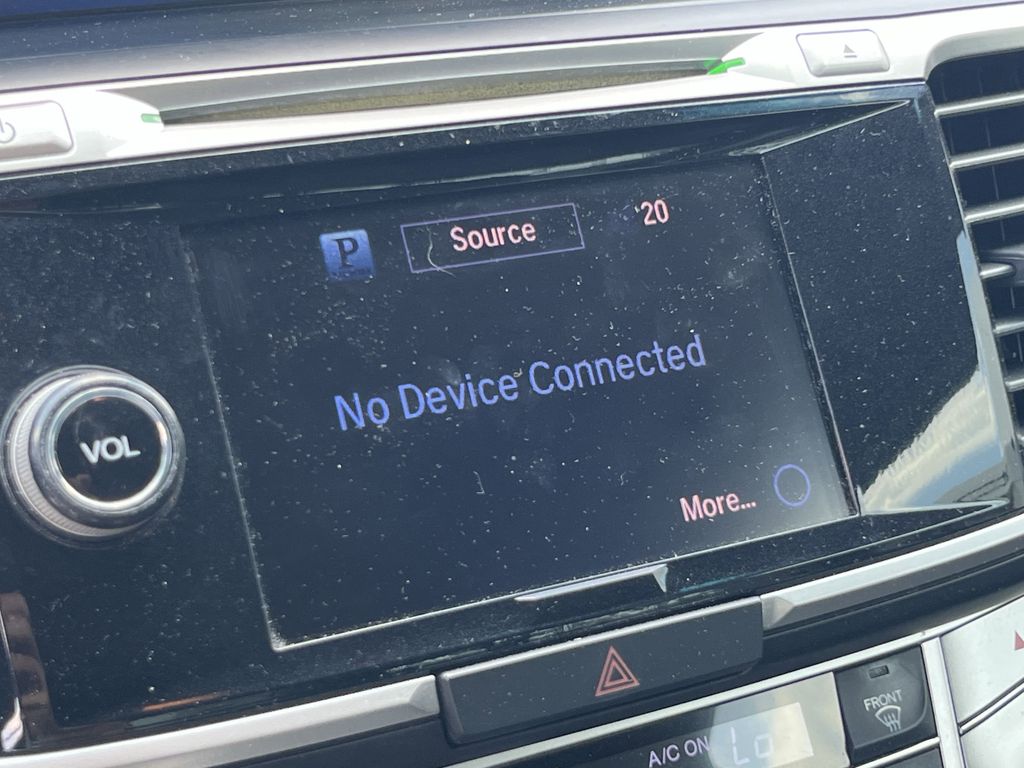 P
Source
'20
No Device Connected
VOL
More...
FRONT
A/C ON
Lo